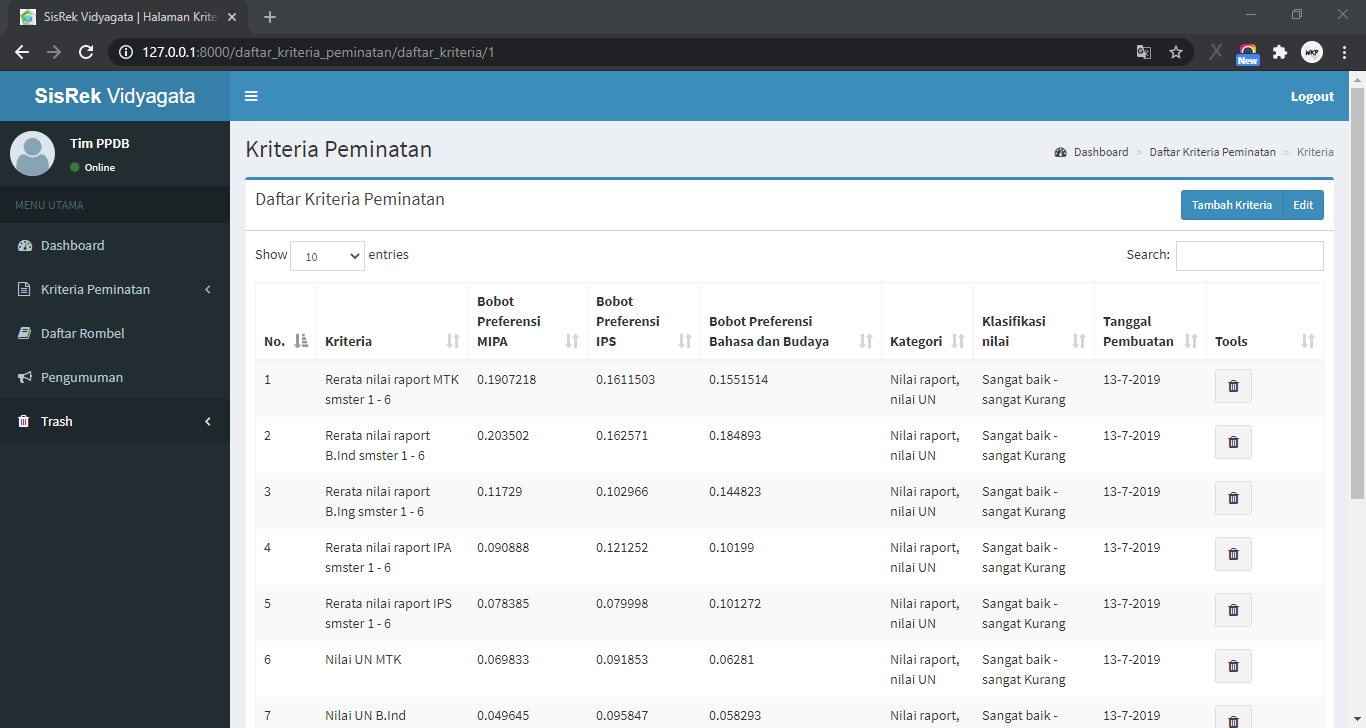 SisRek Vidyagata | Halaman Krite
127.0.0.1:8000/daftar_kriteria_peminatan/daftar_kriteria/1
WKP
New
SisRek Vidyagata
Logout
Tim PPDB
Online
MENU UTAMA
Dashboard
Kriteria Peminatan
Daftar Rombel
Pengumuman
Trash
Kriteria Peminatan
Dashboard > Daftar Kriteria Peminatan > Kriteria
Daftar Kriteria Peminatan
Tambah Kriteria Edit
Show 10 entries Search:
No. Kriteria Bobot Preferensi MIPA Bobot Preferensi IPS Bobot Preferensi Bahasa dan Budaya Kategori Klasifikasi nilai Tanggal Pembuatan Tools
1 Rerata nilai raport MTK 0.1907218 0.1611503 0.1551514 Nilai raport, Sangat baik - 13-7-2019
smster 1 - 6 nilai UN sangat Kurang
2 Rerata nilai raport 0.203502 0.162571 0.184893 Nilai raport, Sangat baik - 13-7-2019
B.Ind smster 1 - 6 nilai UN sangat Kurang
3 Rerata nilai raport 0.11729 0.102966 0.144823 Nilai raport, Sangat baik - 13-7-2019
B.Ing smster 1 - 6 nilai UN sangat Kurang
4 Rerata nilai raport IPA 0.090888 0.121252 0.10199 Nilai raport, Sangat baik - 13-7-2019
smster 1 - 6 nilai UN sangat Kurang
5 Rerata nilai raport IPS 0.078385 0.079998 0.101272 Nilai raport, Sangat baik - 13-7-2019
smster 1 - 6 nilai UN sangat Kurang
6 Nilai UN MTK 0.069833 0.091853 0.06281 Nilai raport, Sangat baik - 13-7-2019
nilai UN sangat Kurang
7 Nilai UN B.Ind 0.049645 0.095847 0.058293 Nilai raport, Sangat baik - 13-7-2019